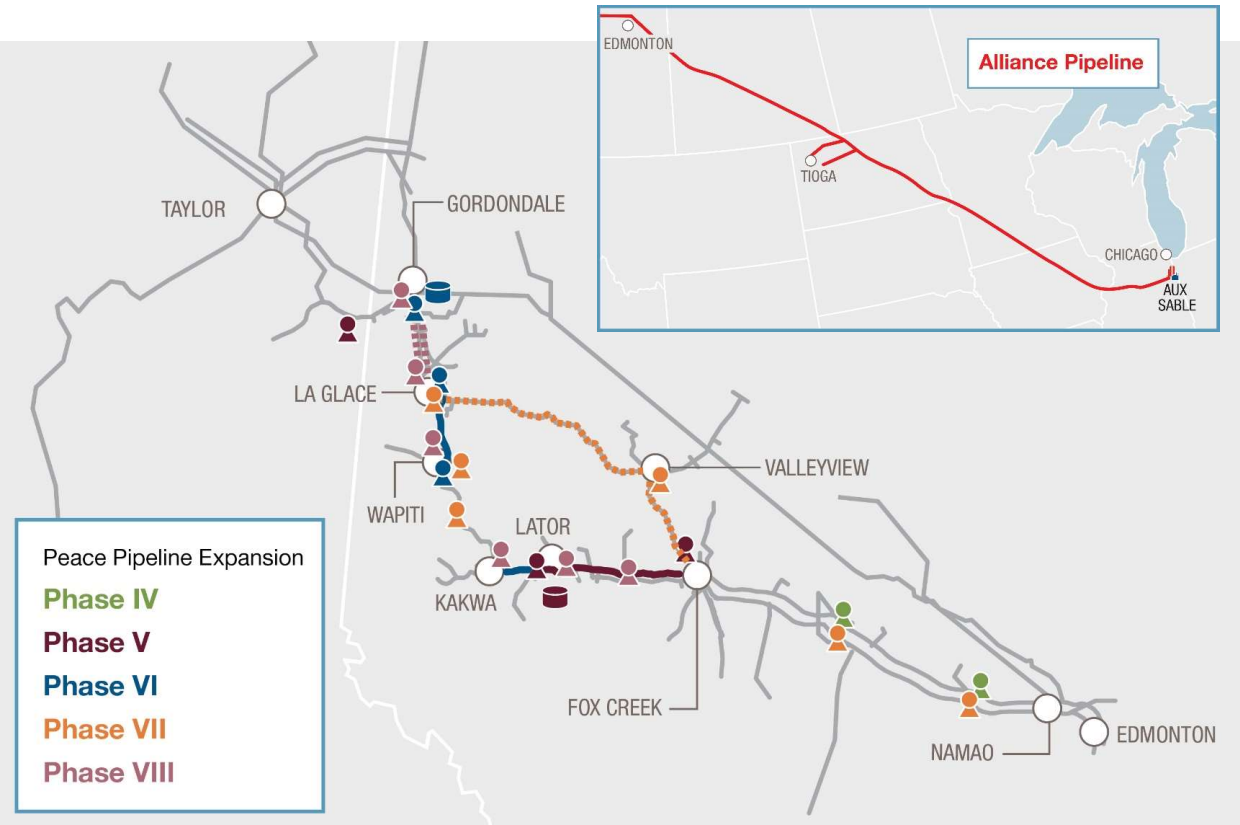 EDMONTON
Alliance Pipeline
TIOGA
CHICAGO
AUX
SABLE
TAYLOR
GORDONDALE
LA GLACE
VALLEYVIEW
WAPITI
LATOR
KAKWA
FOX CREEK
NAMAO
EDMONTON
Peace Pipeline Expansion
Phase IV
Phase V
Phase VI
Phase VII
Phase VIII